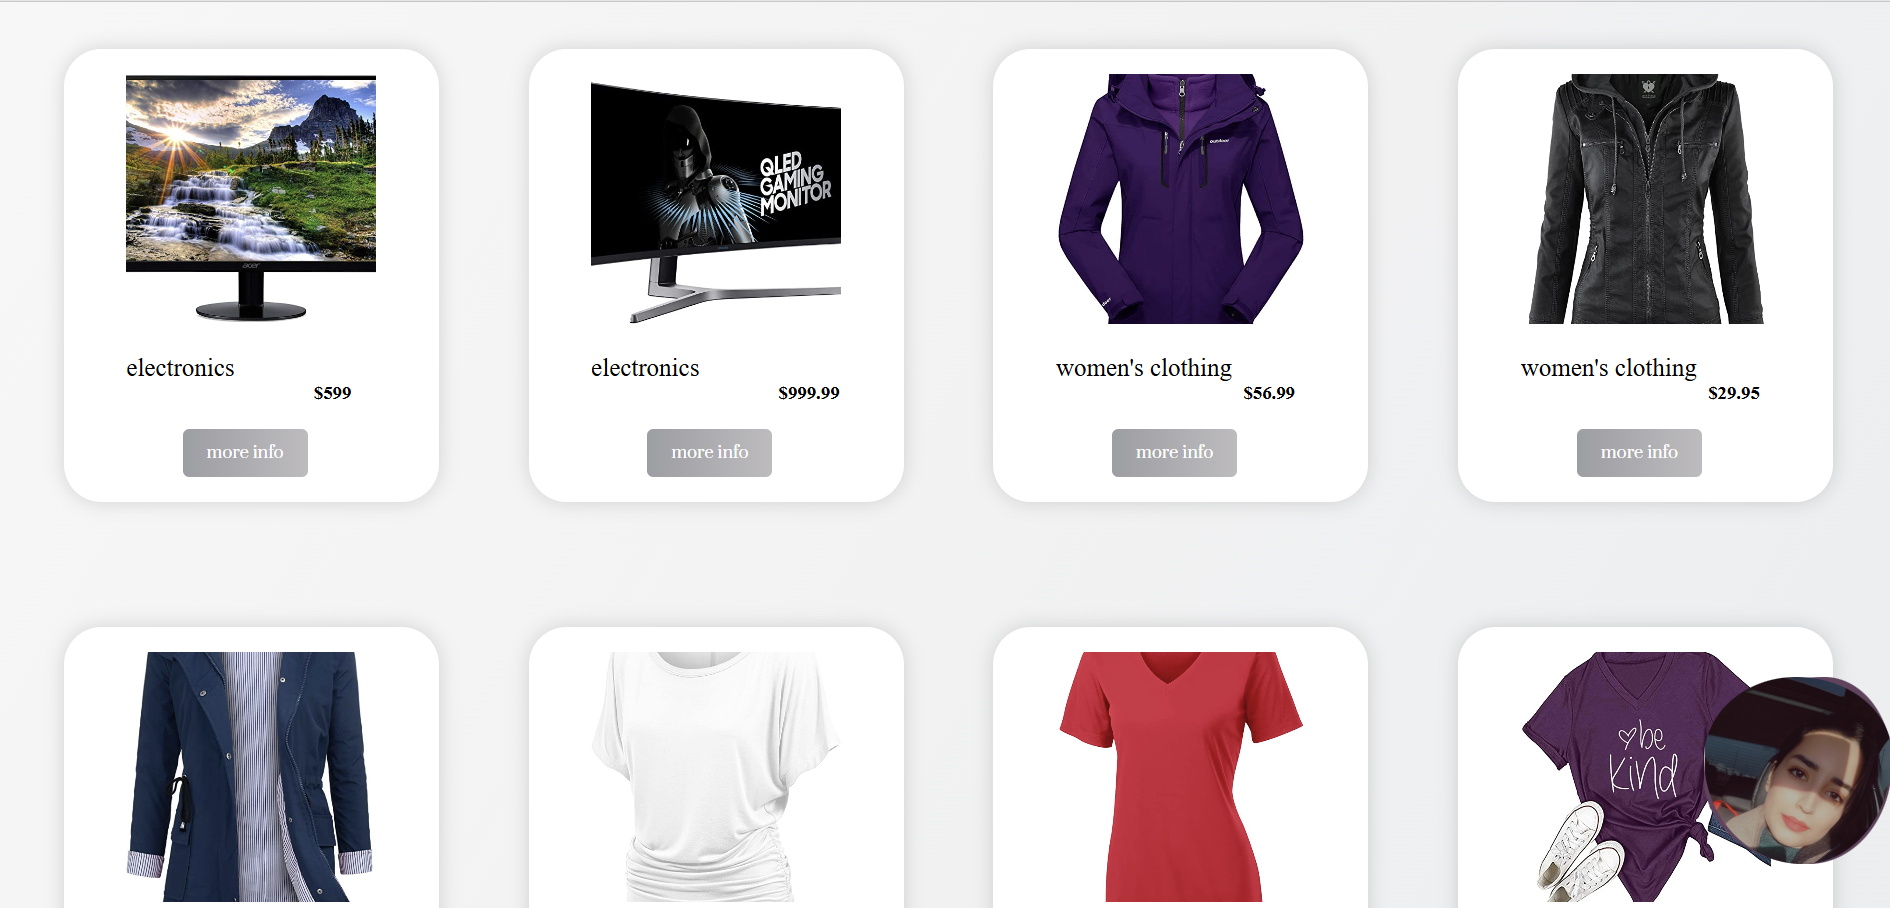 acer
QLED
GAMING
MONITOR
outdoor
electronics
$599
more info
electronics
$999.99
more info
women's clothing
$56.99
more info
women's clothing
$29.95
more info
be
kind